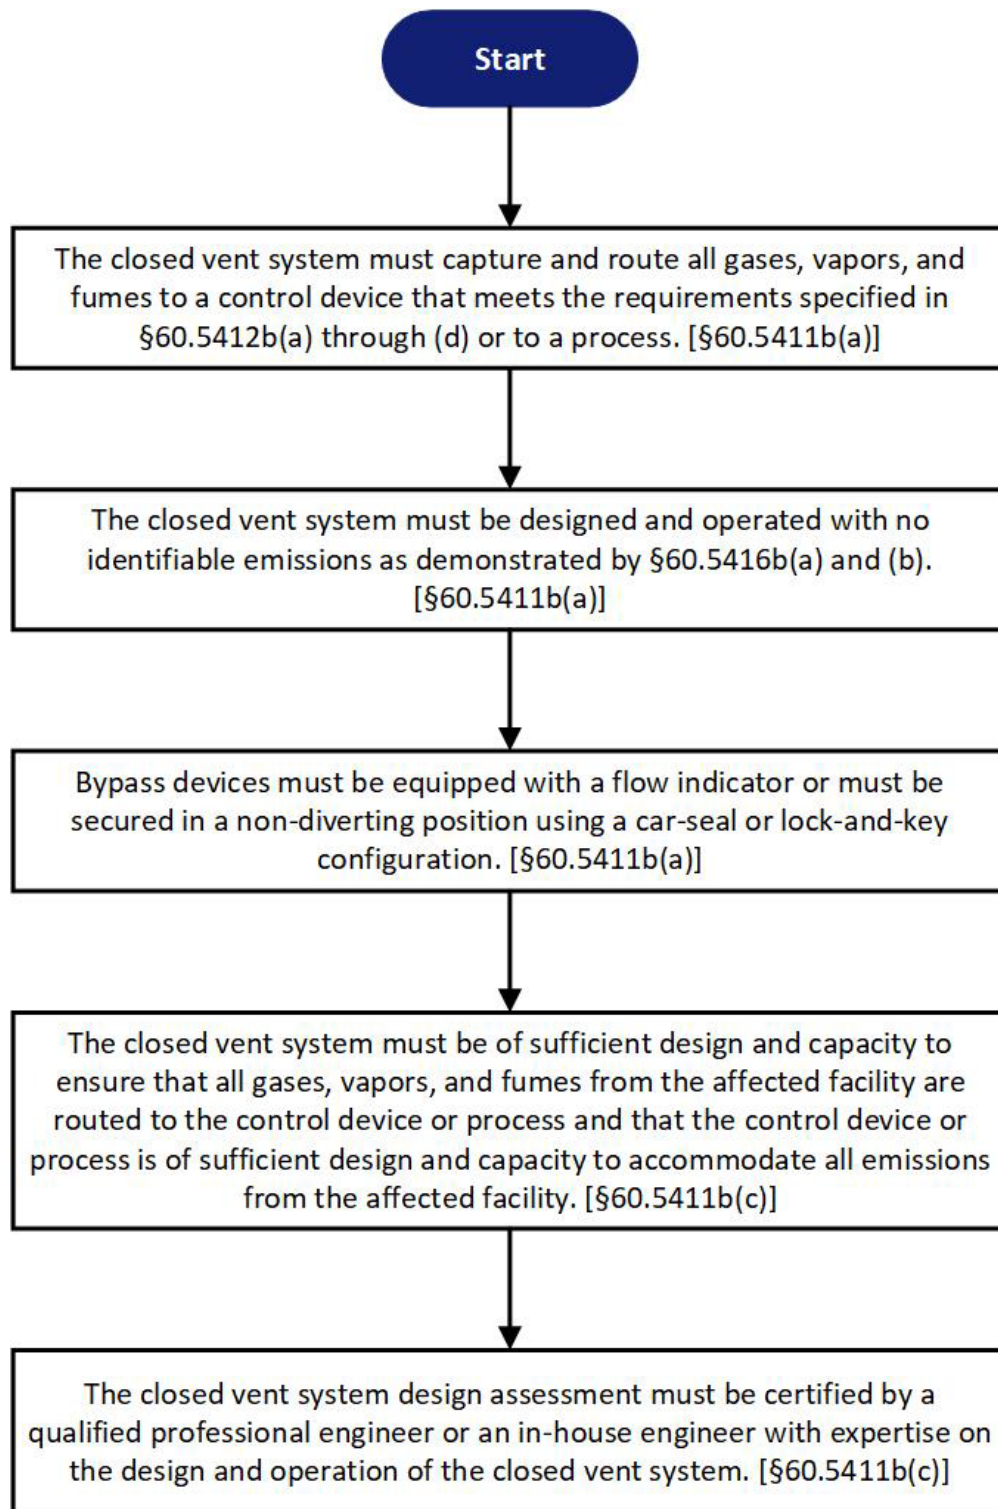 Start
The closed vent system must capture and route all gases, vapors, and
fumes to a control device that meets the requirements specified in
§60.5412b(a) through (d) or to a process. [§60.5411b(a)]
The closed vent system must be designed and operated with no
identifiable emissions as demonstrated by §60.5416b(a) and (b).
[§60.5411b(a)]
Bypass devices must be equipped with a flow indicator or must be
secured in a non-diverting position using a car-seal or lock-and-key
configuration. [§60.5411b(a)]
The closed vent system must be of sufficient design and capacity to
ensure that all gases, vapors, and fumes from the affected facility are
routed to the control device or process and that the control device or
process is of sufficient design and capacity to accommodate all emissions
from the affected facility. [§60.5411b(c)]
The closed vent system design assessment must be certified by a
qualified professional engineer or an in-house engineer with expertise on
the design and operation of the closed vent system. [§60.5411b(c)]